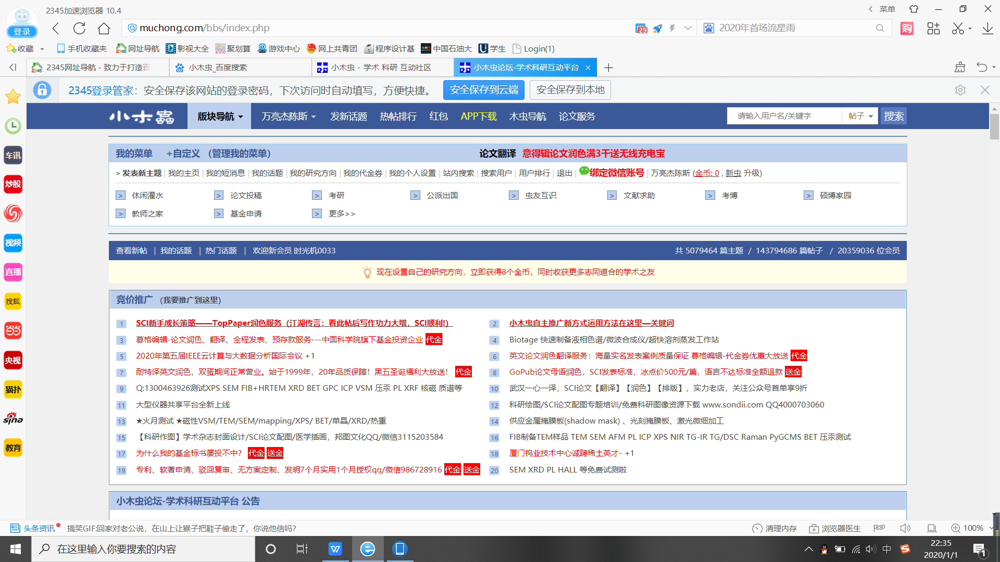 2345加速浏览器 10.4
菜单
登录
muchong.com/bbs/index.php
29
2020年首场流星雨
购
收藏 手机收藏夹 网址导航 影视大全 聚划算 游戏中心 网上共青团 程序设计基 中国石油大 学生 Login(1)
2345网址导航 - 致力于打造百
小木虫_百度搜索
小木虫 - 学术 科研 互动社区
小木虫论坛-学术科研互动平台
2345登录管家：安全保存该网站的登录密码，下次访问时自动填写，方便快捷。 安全保存到云端 安全保存到本地
小木蟲 版块导航 万亮杰陈斯 发新话题 热帖排行 红包 APP下载 木虫导航 论文服务 请输入用户名/关键字 帖子 搜索
车讯
炒股
视频
直播
搜狐
当当
央视
猫扑
sina
教育
我的菜单 +自定义 （管理我的菜单） 论文翻译 意得辑论文润色满3千送无线充电宝
» 发表新主题 | 我的主页 | 我的短消息 | 我的话题 | 我的研究方向 | 我的代金券 | 我的个人设置 | 站内搜索 | 搜索用户 | 用户排行 | 退出 | 绑定微信账号 | 万亮杰陈斯 (金币: 0 , 新虫 升级)
> 休闲灌水 > 论文投稿 > 考研 > 公派出国 > 虫友互识 > 文献求助 > 考博 > 硕博家园
> 教师之家 > 基金申请 > 更多>>
查看新帖 | 我的话题 | 热门话题 | 欢迎新会员 时光机0033 共 5079464 篇主题 / 143794686 篇帖子 / 20359036 位会员
现在设置自己的研究方向，立即获得8个金币，同时收获更多志同道合的学术之友
竞价推广 （我要推广到这里）
1 SCI新手成长策略——TopPaper润色服务（江湖传言：看此帖后写作功力大增，SCI顺利!）
2 小木虫自主推广新方式运用方法在这里—关键词
3 募格编辑-论文润色、翻译、全程发表、预存款服务---中国科学院旗下基金投资企业 代金
4 Biotage 快速制备液相色谱/微波合成仪/超快溶剂蒸发工作站
5 2020年第五届IEEE云计算与大数据分析国际会议 +1
6 英文论文润色翻译服务：海量实名发表案例质量保证 募格编辑-代金券优惠大放送 代金
7 耐特译英文润色，双蛋期间正常营业。始于1999年，20年品质保障！黑五圣诞福利大放送！ 代金
8 GoPub论文母语润色，SCI发表标准，冰点价500元/篇，语言不达标准全额退款 送金
9 Q:1300463926测试XPS SEM FIB+HRTEM XRD BET GPC ICP VSM 压汞 PL XRF 核磁 质谱等
10 武汉一心一译，SCI论文【翻译】【润色】【排版】，实力老店，关注公众号首单享9折
11 大型仪器共享平台全新上线
12 科研绘图/SCI论文配图专题培训/免费科研图像资源下载 www.sondii.com QQ4000703060
13 ★火月测试 ★磁性VSM/TEM/SEM/mapping/XPS/ BET/单晶/XRD/热重
14 供应金属掩膜板(shadow mask) 、光刻掩膜板、激光微细加工
15 【科研作图】学术杂志封面设计/SCI论文配图/医学插画，邦图文化QQ/微信3115203584
16 FIB制备TEM样品 TEM SEM AFM PL ICP XPS NIR TG-IR TG/DSC Raman PyGCMS BET 压汞测试
17 为什么我的基金标书屡投不中？ 代金 送金
18 厦门钨业技术中心诚聘稀土英才- +1
19 专利、软著申请、驳回复审、无方案定制、发明7个月实用1个月授权qq/微信986728916 代金 送金
20 SEM XRD PL HALL 等免费试测啦
小木虫论坛-学术科研互动平台 公告
头条资讯 搞笑GIF:回家对老公说，在山上让猴子把鞋子偷走了，你说他信吗? 清理内存 浏览器医生 100%
在这里输入你要搜索的内容
中
22:35
2020/1/1
1